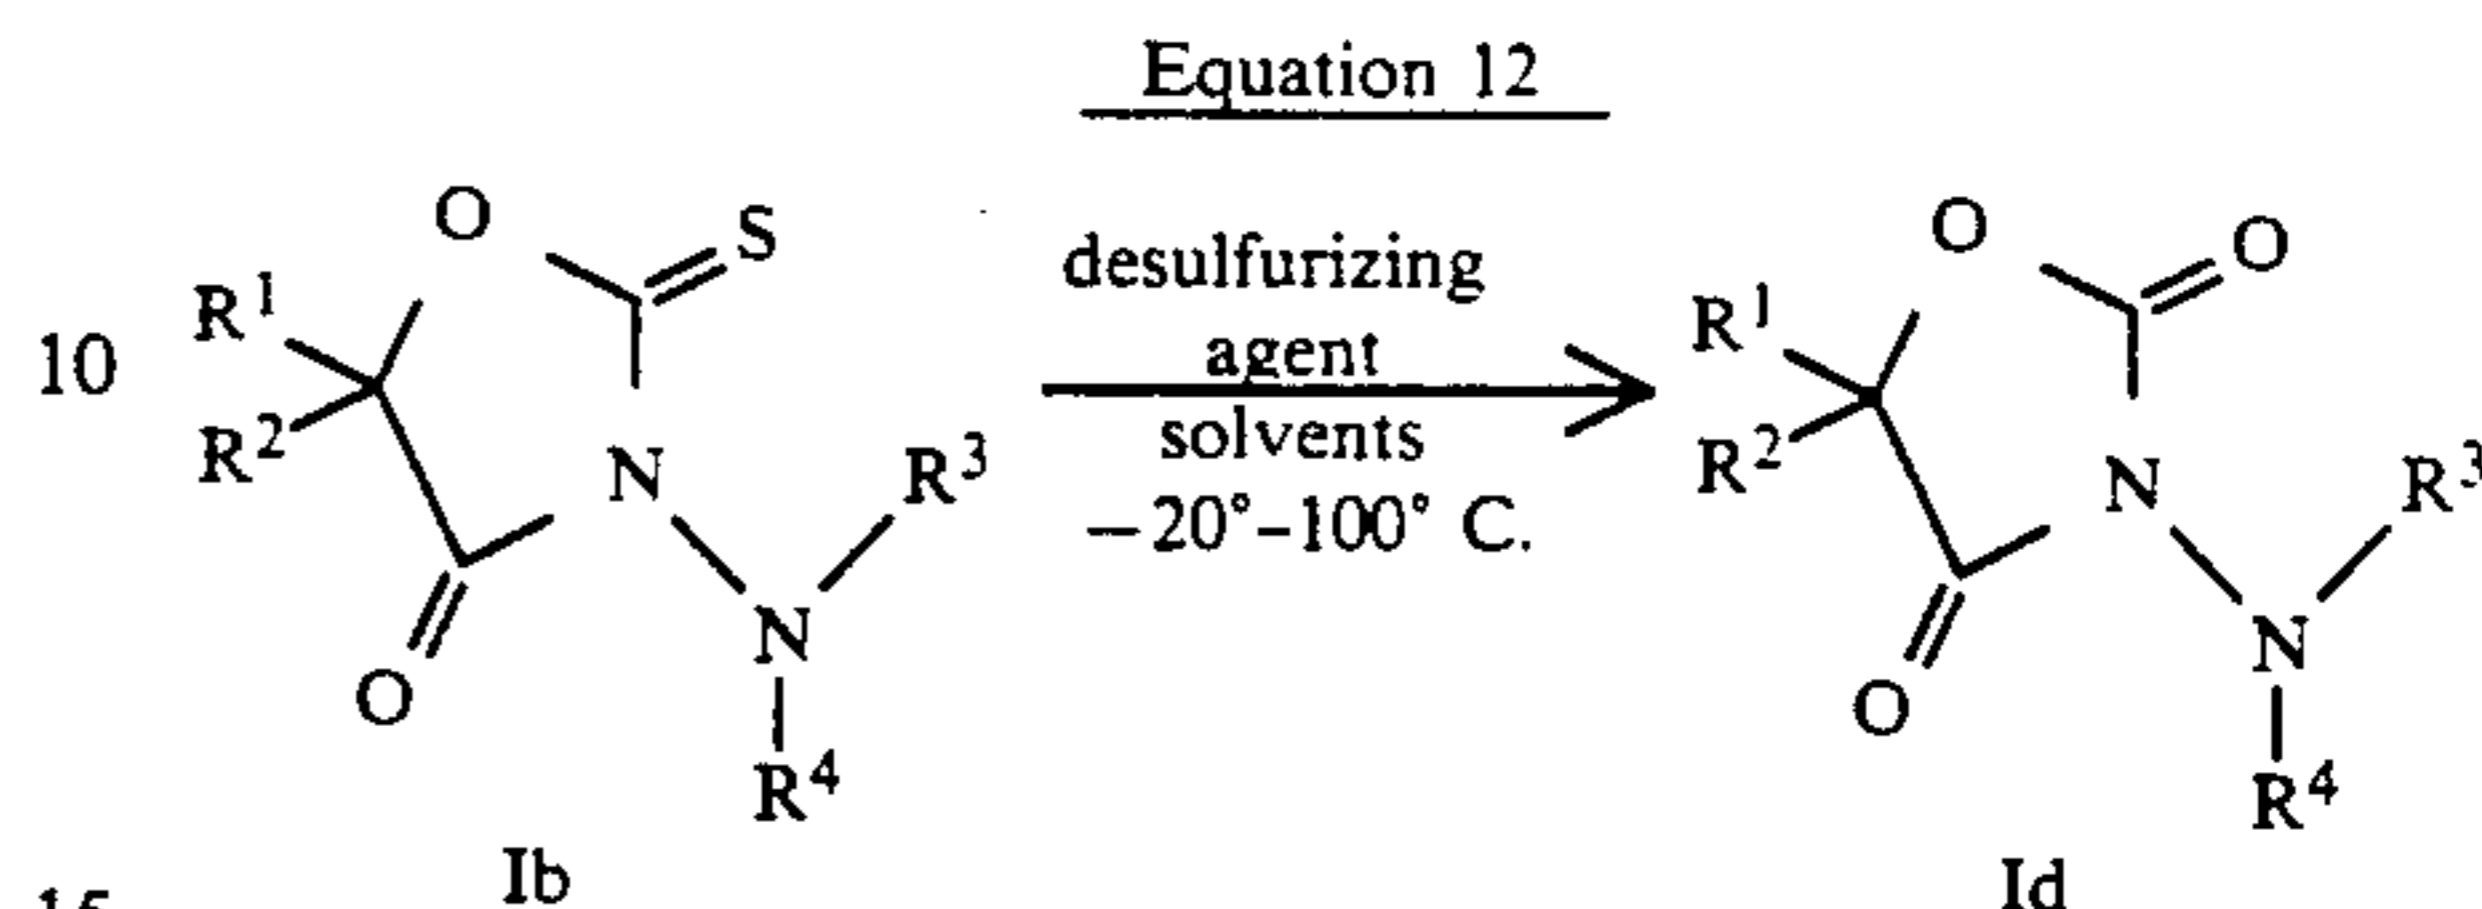 Equation 12
O
S
desulfurizing
O
O
R1
R1
10
agent
R2
solvents
R2
N
R3
N
R3
−20°–100° C.
N
N
O
O
R4
R4
Ib
Id